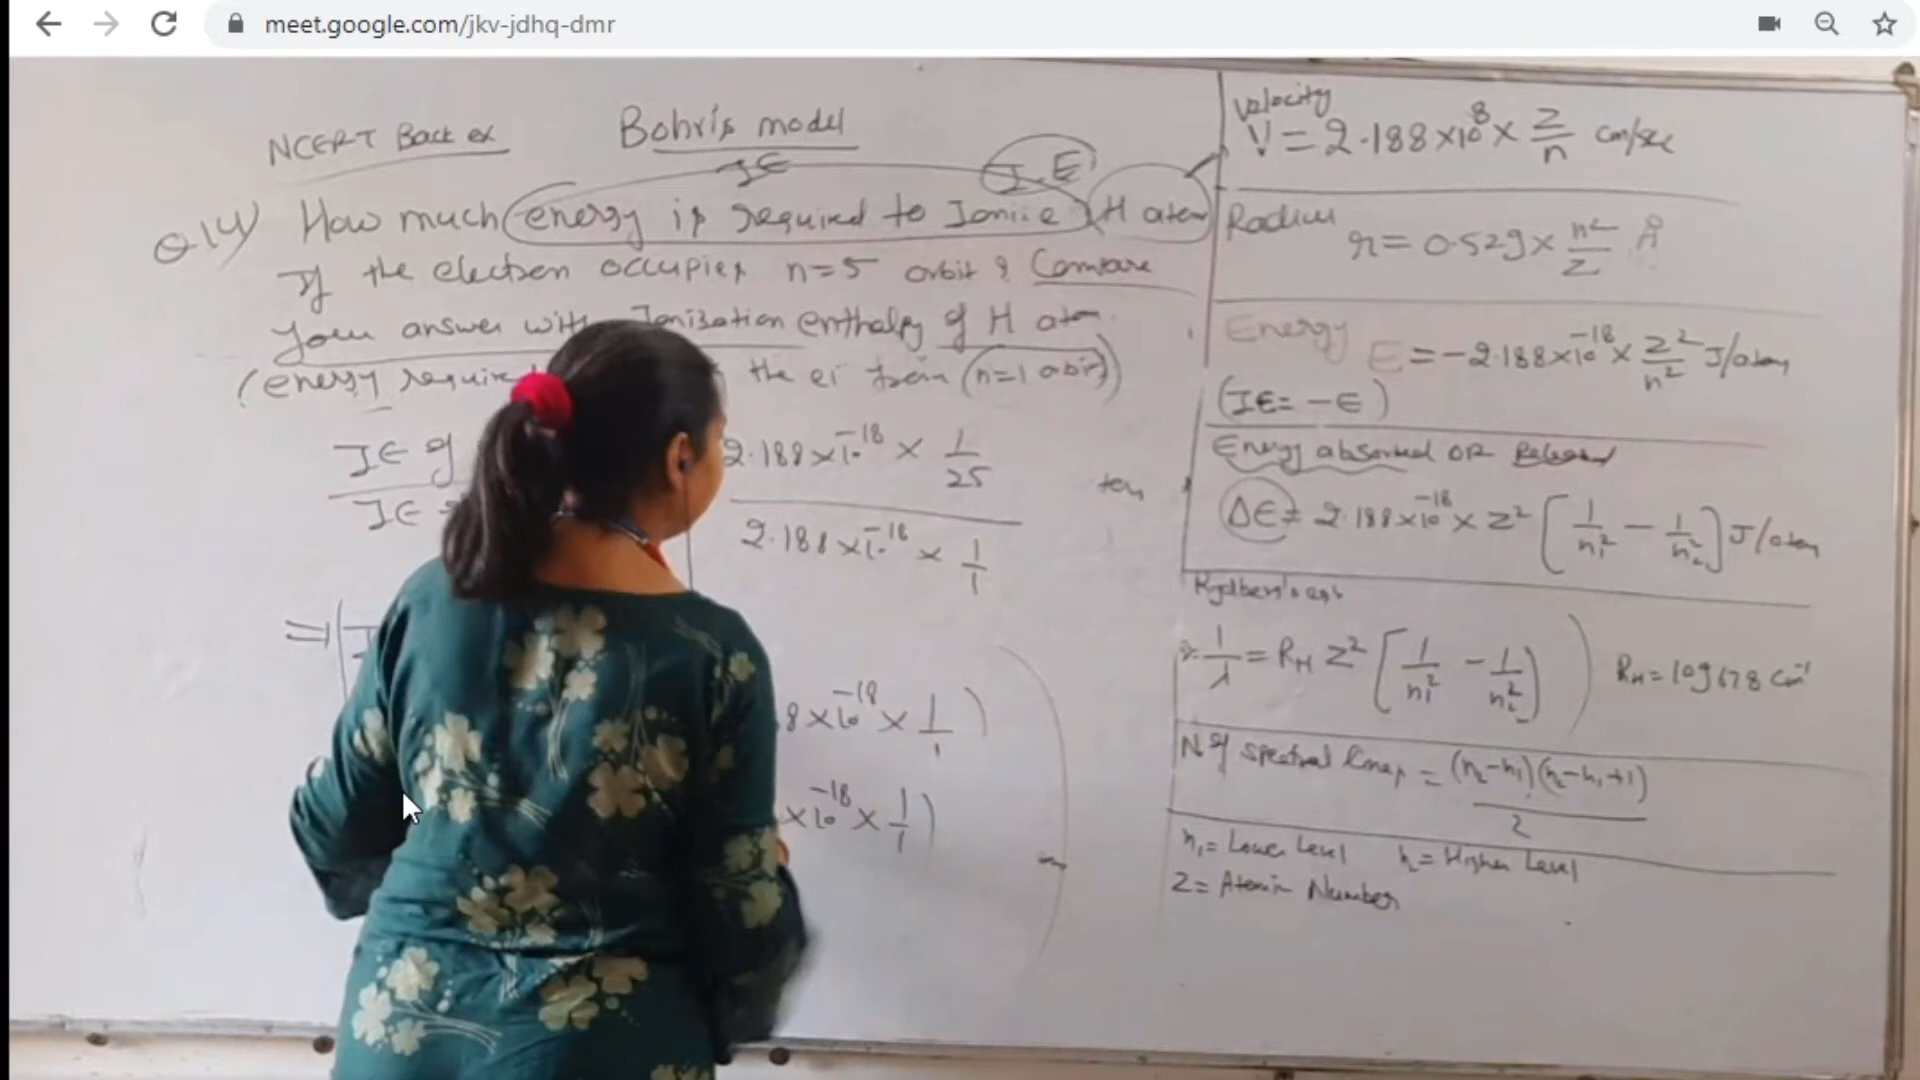 meet.google.com/jkv-jdhq-dmr
NCERT Back ex
Bohr's model
IE
I.E
Q14) How much energy is required to Ionize H atom
If the electron occupies n=5 orbit? Compare
your answer with Ionization enthalpy of H atom.
(energy require the e⁻ from n=1 orbit)
IE of
IE
2.188×10⁻¹⁸ × 1/25
2.188×10⁻¹⁸ × 1/1
⇒
8×10⁻¹⁸ × 1/1 )
×10⁻¹⁸ × 1/1 )
Velocity
V = 2.188×10⁸ × Z/n cm/sec
Radius
r = 0.529 × n²/Z Å
Energy E = -2.188×10⁻¹⁸ × Z²/n² J/atom
(IE = -E)
Energy absorbed OR Released
ΔE = 2.188×10⁻¹⁸ × Z² [1/n₁² - 1/n₂²] J/atom
Rydberg's eqn
1/λ = R_H Z² [1/n₁² - 1/n₂²) R_H = 109678 cm⁻¹
N of spectral lines = (n₂-n₁)(n₂-n₁+1)/2
n₁ = Lower Level n₂ = Higher Level
Z = Atomic Number